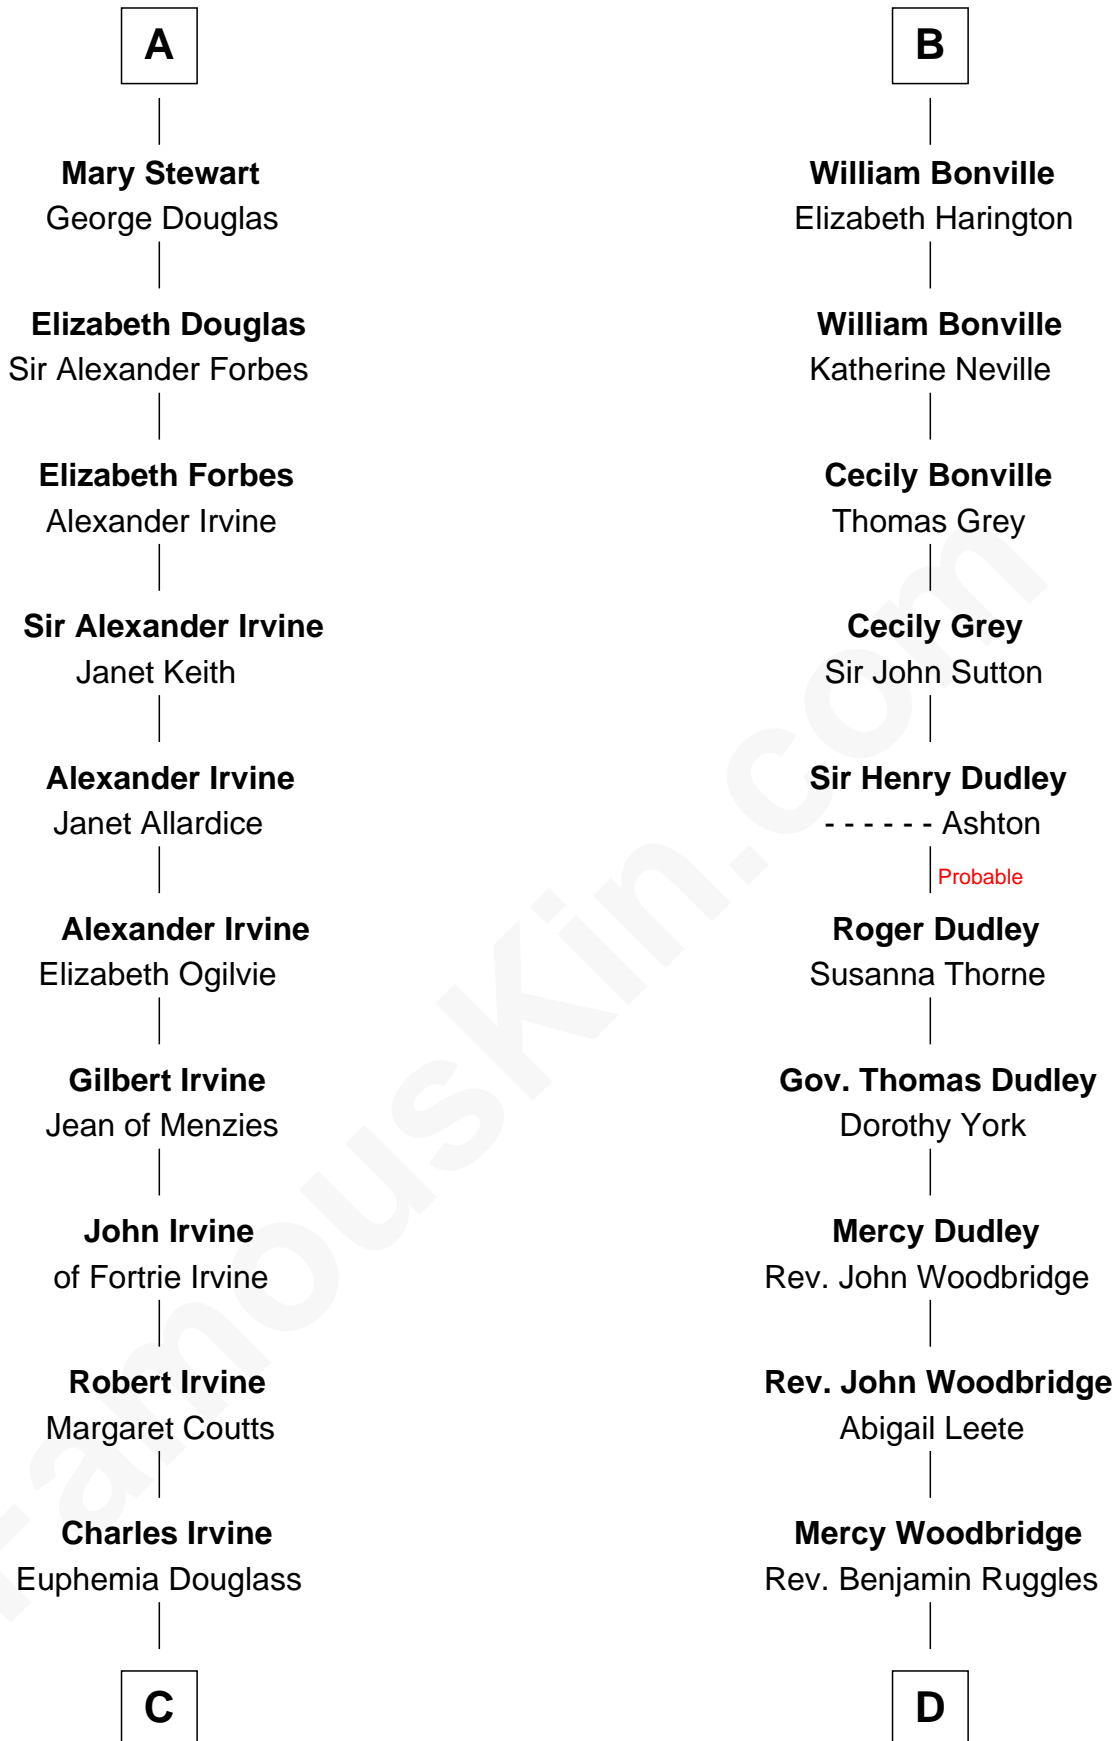 A
Mary Stewart
George Douglas
Elizabeth Douglas
Sir Alexander Forbes
Elizabeth Forbes
Alexander Irvine
Sir Alexander Irvine
Janet Keith
Alexander Irvine
Janet Allardice
Alexander Irvine
Elizabeth Ogilvie
Gilbert Irvine
Jean of Menzies
John Irvine
of Fortrie Irvine
Robert Irvine
Margaret Coutts
Charles Irvine
Euphemia Douglass
C
B
William Bonville
Elizabeth Harington
William Bonville
Katherine Neville
Cecily Bonville
Thomas Grey
Cecily Grey
Sir John Sutton
Sir Henry Dudley
- - - - - - Ashton
Probable
Roger Dudley
Susanna Thorne
Gov. Thomas Dudley
Dorothy York
Mercy Dudley
Rev. John Woodbridge
Rev. John Woodbridge
Abigail Leete
Mercy Woodbridge
Rev. Benjamin Ruggles
D
FamousKin.com